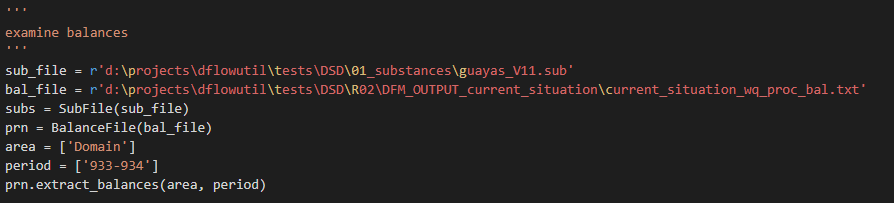 '''
examine balances
'''
sub_file = r'd:\projects\dflowutil\tests\DSD\01_substances\guayas_V11.sub'
bal_file = r'd:\projects\dflowutil\tests\DSD\R02\DFM_OUTPUT_current_situation\current_situation_wq_proc_bal.txt'
subs = SubFile(sub_file)
prn = BalanceFile(bal_file)
area = ['Domain']
period = ['933-934']
prn.extract_balances(area, period)